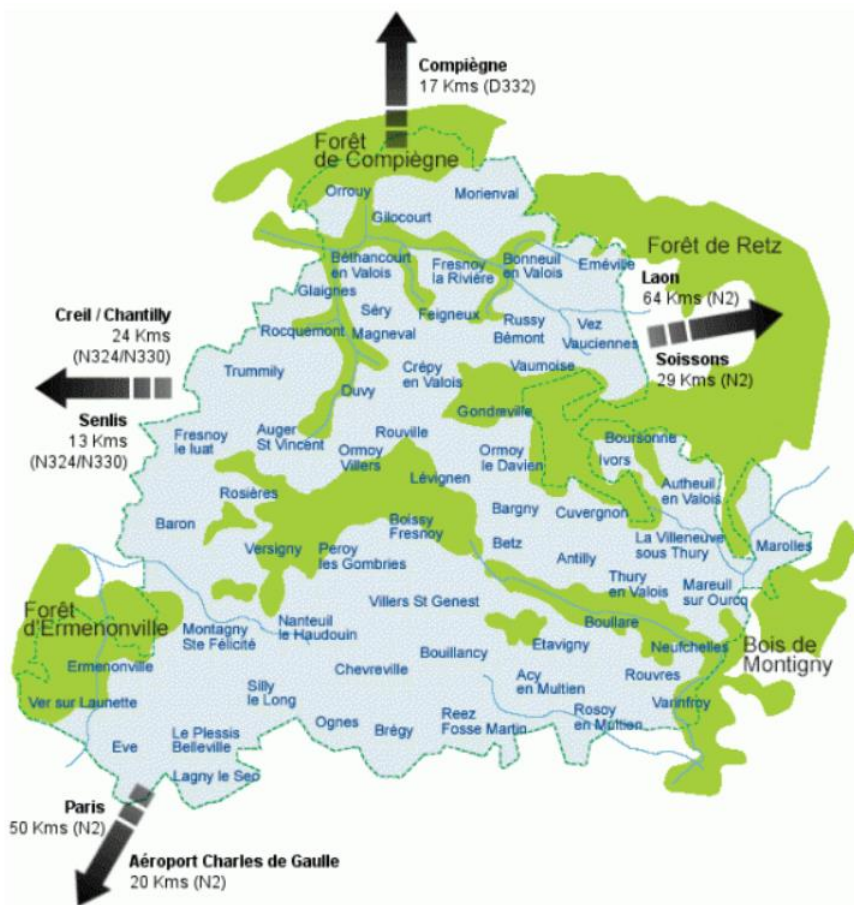 Compiègne
17 Kms (D332)
Forêt
de Compiègne
Orrouy
Morienval
Gilocourt
Forêt de Retz
Béthancourt
en Valois
Fresnoy
la Rivière
Bonneuil
en Valois
Eméville
Laon
64 Kms (N2)
Glaignes
Creil / Chantilly
24 Kms
(N324/N330)
Séry
Feigneux
Rocquemont
Magneval
Russy
Bémont
Vez
Vauciennes
Soissons
29 Kms (N2)
Trummily
Crépy
en Valois
Vaumoise
Duvy
Senlis
13 Kms
(N324/N330)
Gondreville
Fresnoy
le luat
Auger
St Vincent
Rouville
Ormoy
Villers
Ormoy
le Davien
Boursonne
Ivors
Lévignen
Autheuil
en Valois
Rosières
Bargny
Cuvergnon
Baron
Boissy
Fresnoy
Versigny
Peroy
les Gombries
Betz
Antilly
La Villeneuve
sous Thury
Marolles
Thury
en Valois
Mareuil
sur Ourcq
Forêt
d'Ermenonville
Villers St Genest
Nanteuil
le Haudouin
Montagny
Ste Félicité
Boullare
Etavigny
Neufchelles
Bois de
Montigny
Ermenonville
Chevreville
Bouillancy
Acy
en Multien
Rouvres
Silly
le Long
Ver sur Launette
Varinfroy
Ognes
Brégy
Reez
Fosse Martin
Rosoy
en Multien
Eve
Le Plessis
Belleville
Lagny le Sec
Paris
50 Kms (N2)
Aéroport Charles de Gaulle
20 Kms (N2)